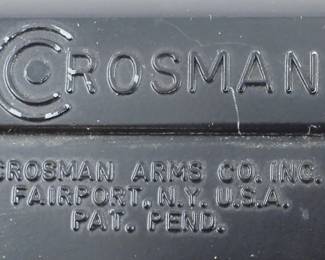 CROSMAN
CROSMAN ARMS CO. INC.
FAIRPORT, N.Y. U.S.A.
PAT. PEND.